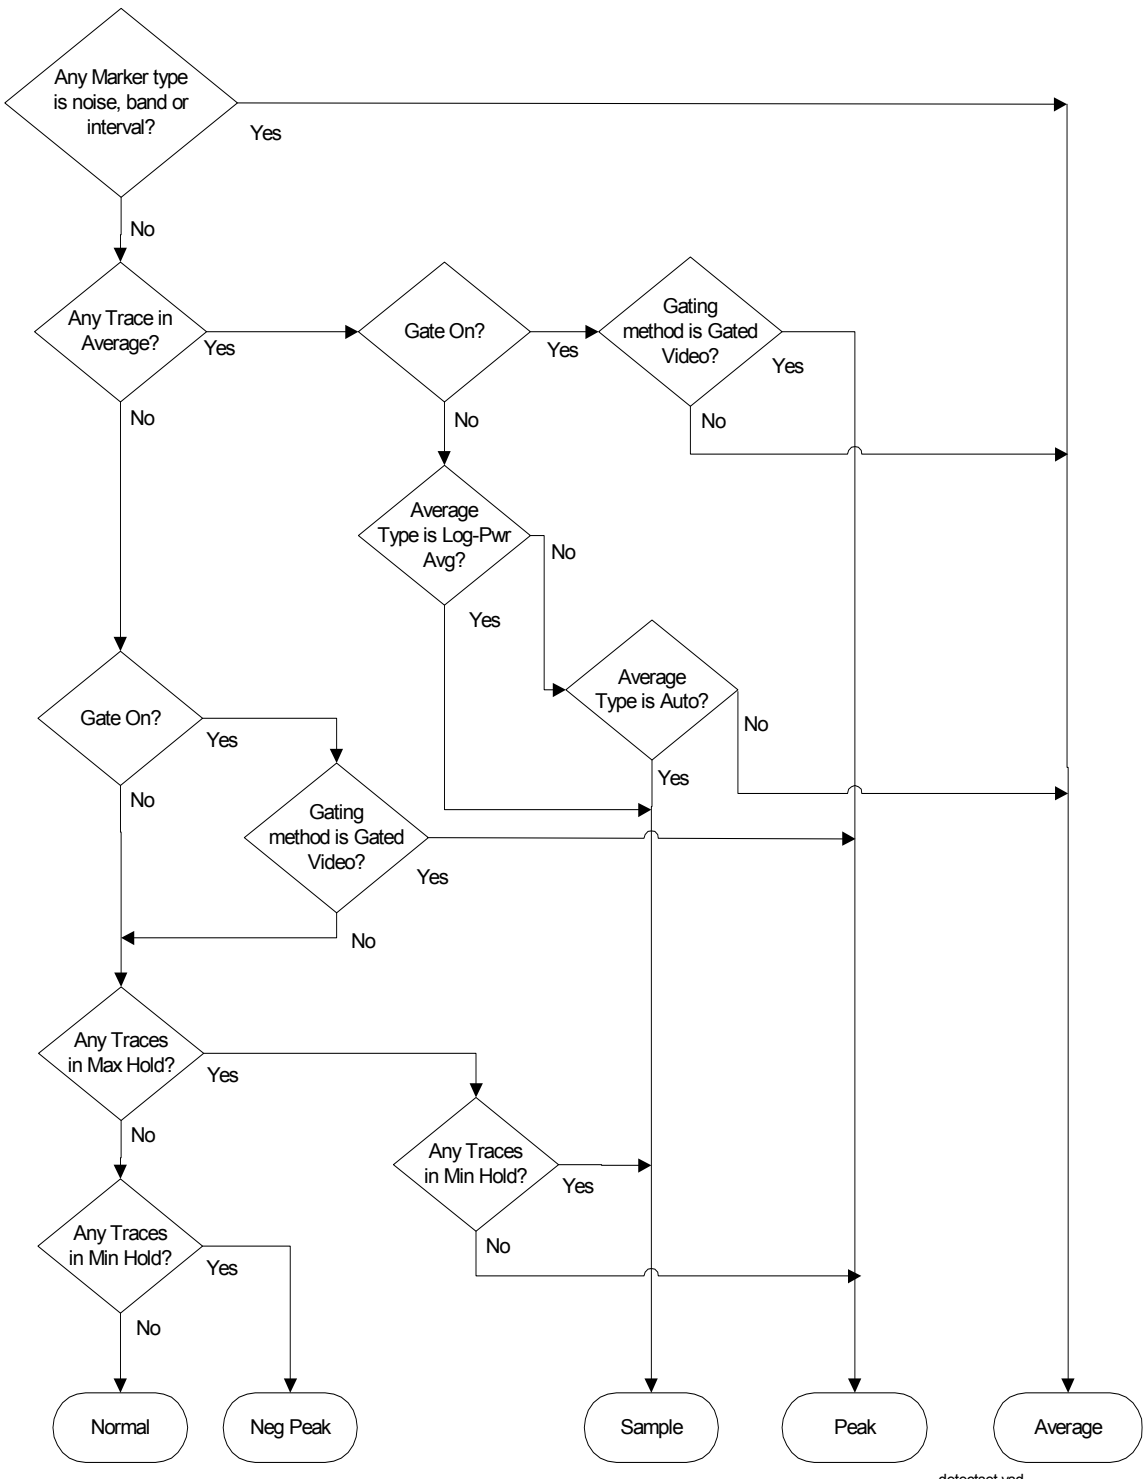 Any Marker type
is noise, band or
interval?
Yes
No
Any Trace in
Average?
Yes
No
Gate On?
Yes
No
Gating
method is Gated
Video?
Yes
No
Average
Type is Log-Pwr
Avg?
No
Yes
Average
Type is Auto?
No
Yes
Gate On?
Yes
No
Gating
method is Gated
Video?
Yes
No
Any Traces
in Max Hold?
Yes
No
Any Traces
in Min Hold?
Yes
No
Any Traces
in Min Hold?
Yes
No
Normal
Neg Peak
Sample
Peak
Average